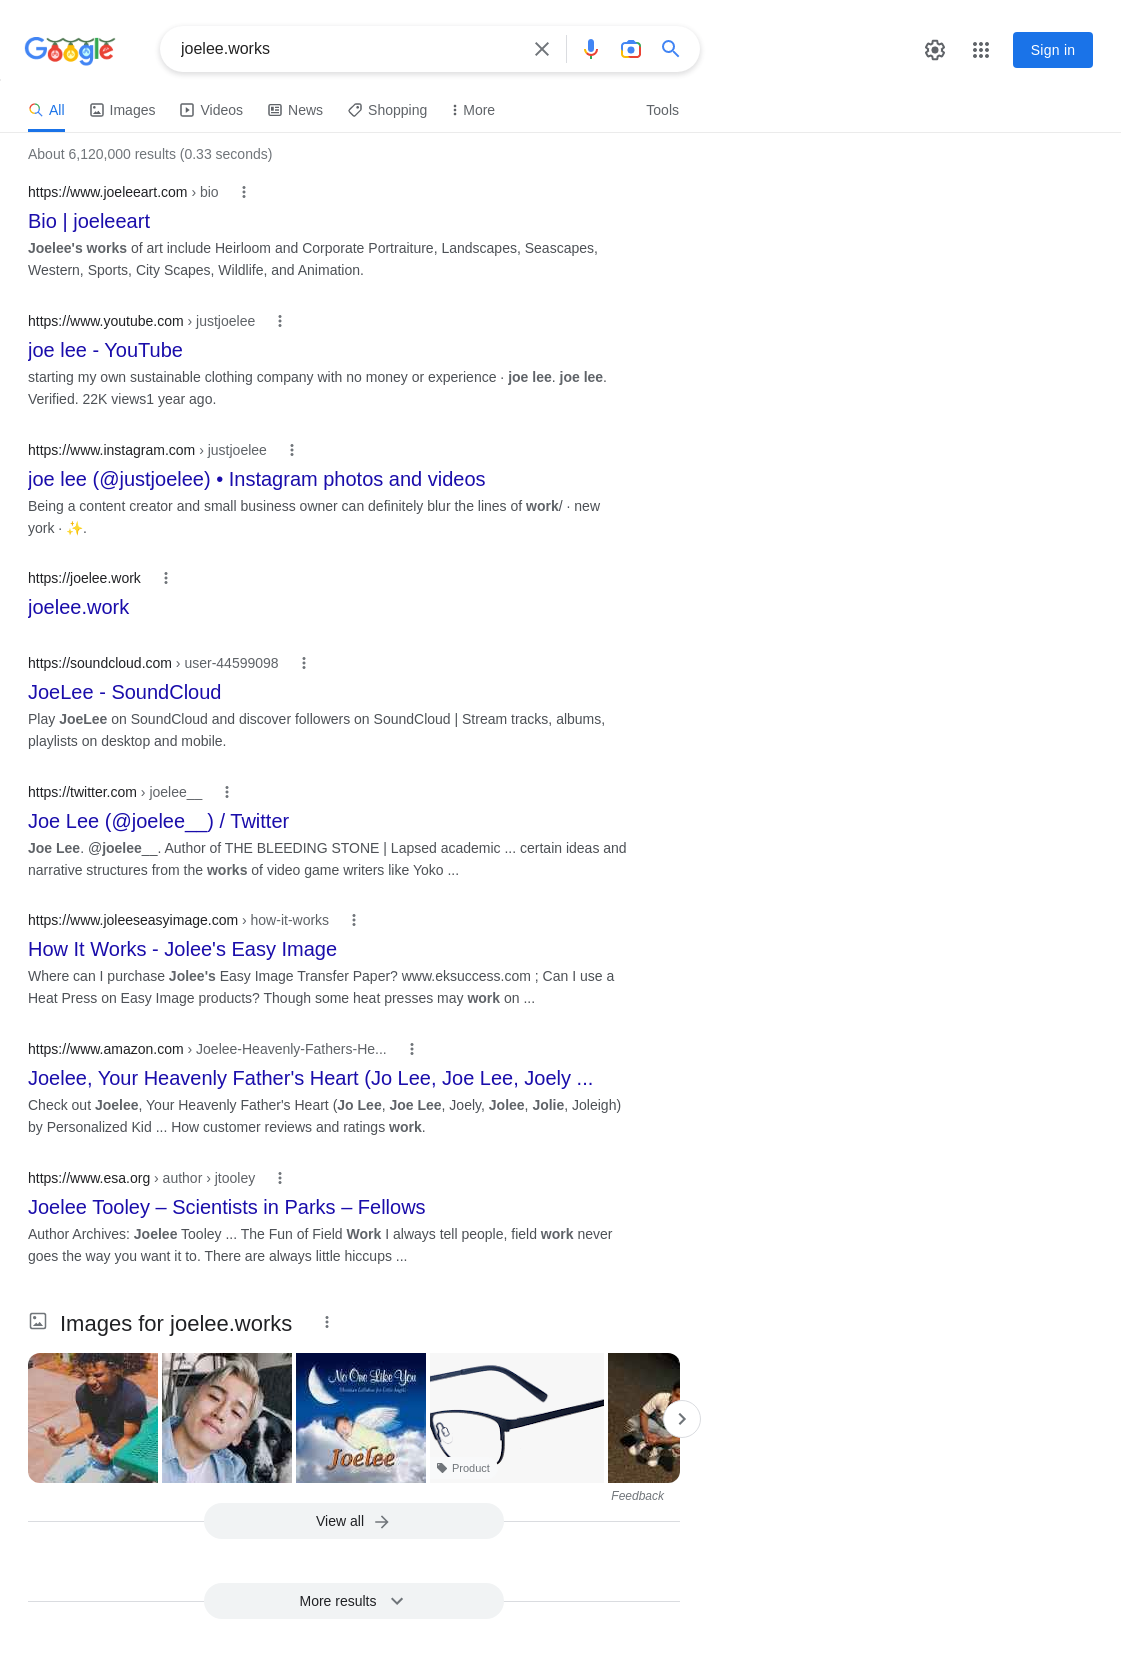 Google
joelee.works
Sign in
All Images Videos News Shopping More Tools
About 6,120,000 results (0.33 seconds)
https://www.joeleeart.com › bio
Bio | joeleeart
Joelee's works of art include Heirloom and Corporate Portraiture, Landscapes, Seascapes,
Western, Sports, City Scapes, Wildlife, and Animation.
https://www.youtube.com › justjoelee
joe lee - YouTube
starting my own sustainable clothing company with no money or experience · joe lee. joe lee.
Verified. 22K views1 year ago.
https://www.instagram.com › justjoelee
joe lee (@justjoelee) • Instagram photos and videos
Being a content creator and small business owner can definitely blur the lines of work/ · new
york · ✨.
https://joelee.work
joelee.work
https://soundcloud.com › user-44599098
JoeLee - SoundCloud
Play JoeLee on SoundCloud and discover followers on SoundCloud | Stream tracks, albums,
playlists on desktop and mobile.
https://twitter.com › joelee__
Joe Lee (@joelee__) / Twitter
Joe Lee. @joelee__. Author of THE BLEEDING STONE | Lapsed academic ... certain ideas and
narrative structures from the works of video game writers like Yoko ...
https://www.joleeseasyimage.com › how-it-works
How It Works - Jolee's Easy Image
Where can I purchase Jolee's Easy Image Transfer Paper? www.eksuccess.com ; Can I use a
Heat Press on Easy Image products? Though some heat presses may work on ...
https://www.amazon.com › Joelee-Heavenly-Fathers-He...
Joelee, Your Heavenly Father's Heart (Jo Lee, Joe Lee, Joely ...
Check out Joelee, Your Heavenly Father's Heart (Jo Lee, Joe Lee, Joely, Jolee, Jolie, Joleigh)
by Personalized Kid ... How customer reviews and ratings work.
https://www.esa.org › author › jtooley
Joelee Tooley – Scientists in Parks – Fellows
Author Archives: Joelee Tooley ... The Fun of Field Work I always tell people, field work never
goes the way you want it to. There are always little hiccups ...
Images for joelee.works
No One Like You
Christian Lullabies for Little Angels
Joelee
Product
Feedback
View all
More results